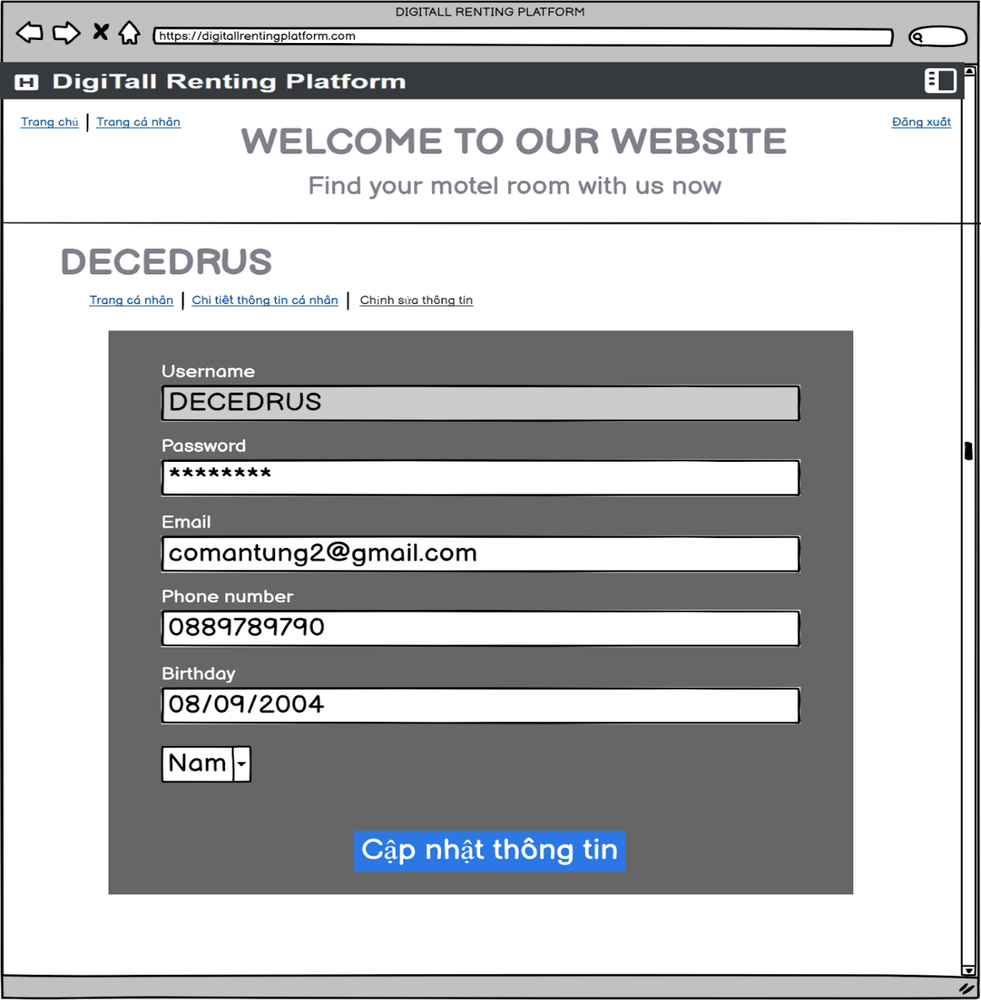 DIGITALL RENTING PLATFORM
https://digitallrentingplatform.com
H DigiTall Renting Platform
Trang chủ Trang cá nhân Đăng xuất
WELCOME TO OUR WEBSITE
Find your motel room with us now
DECEDRUS
Trang cá nhân Chi tiết thông tin cá nhân Chỉnh sửa thông tin
Username
DECEDRUS
Password
********
Email
comantung2@gmail.com
Phone number
0889789790
Birthday
08/09/2004
Nam
Cập nhật thông tin